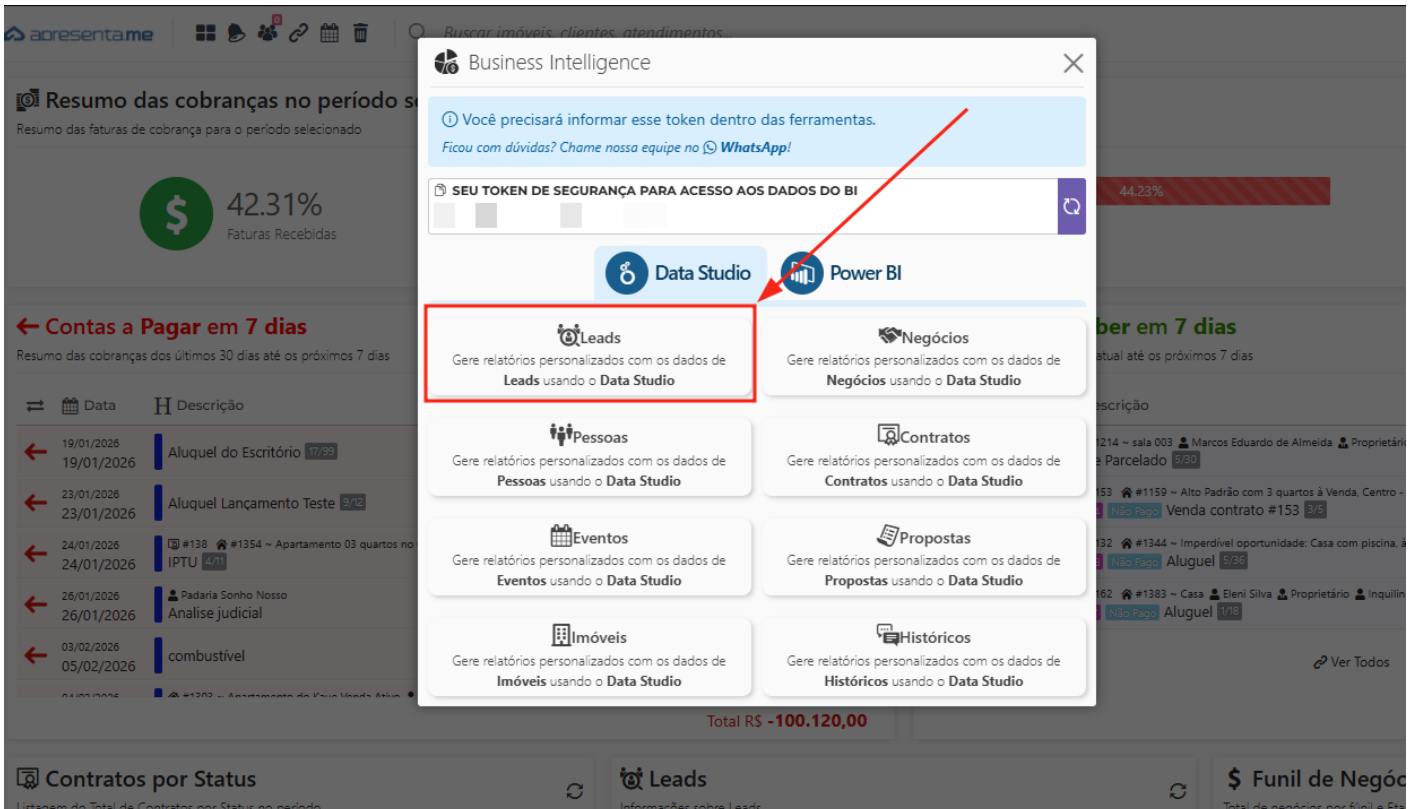 apresenta.me
0
Buscar imóveis, clientes, atendimentos...
Business Intelligence
Você precisará informar esse token dentro das ferramentas.
Ficou com dúvidas? Chame nossa equipe no WhatsApp!
SEU TOKEN DE SEGURANÇA PARA ACESSO AOS DADOS DO BI
Data Studio
Power BI
Leads
Gere relatórios personalizados com os dados de
Leads usando o Data Studio
Negócios
Gere relatórios personalizados com os dados de
Negócios usando o Data Studio
Pessoas
Gere relatórios personalizados com os dados de
Pessoas usando o Data Studio
Contratos
Gere relatórios personalizados com os dados de
Contratos usando o Data Studio
Eventos
Gere relatórios personalizados com os dados de
Eventos usando o Data Studio
Propostas
Gere relatórios personalizados com os dados de
Propostas usando o Data Studio
Imóveis
Gere relatórios personalizados com os dados de
Imóveis usando o Data Studio
Históricos
Gere relatórios personalizados com os dados de
Históricos usando o Data Studio
Resumo das cobranças no período
Resumo das faturas de cobrança para o período selecionado
42.31%
Faturas Recebidas
44.23%
Contas a Pagar em 7 dias
Resumo das cobranças dos últimos 30 dias até os próximos 7 dias
Data Descrição
19/01/2026
19/01/2026
Aluguel do Escritório 17/99
23/01/2026
23/01/2026
Aluguel Lançamento Teste 9/12
24/01/2026
24/01/2026
#138 #1354 ~ Apartamento 03 quartos no
IPTU 4/11
26/01/2026
26/01/2026
Padaria Sonho Nosso
Analise judicial
03/02/2026
05/02/2026
combustível
Total R$ -100.120,00
ber em 7 dias
atual até os próximos 7 dias
escrição
1214 ~ sala 003 Marcos Eduardo de Almeida Proprietári
e Parcelado 5/30
153 #1159 ~ Alto Padrão com 3 quartos à Venda, Centro -
Não Pago Venda contrato #153 3/5
132 #1344 ~ Imperdível oportunidade: Casa com piscina, á
Não Pago Aluguel 5/36
162 #1383 ~ Casa Eleni Silva Proprietário Inquilin
Não Pago Aluguel 1/18
Ver Todos
Contratos por Status
Listagem do Total de Contratos por Status no período
Leads
Informações sobre Leads
Funil de Negóc